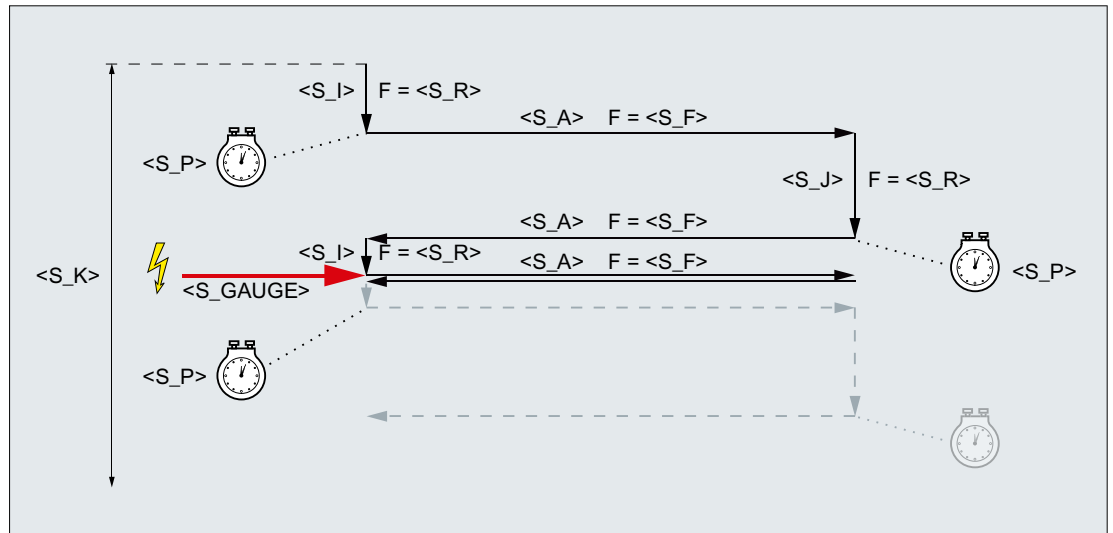 <S_I> F = <S_R>
<S_A> F = <S_F>
<S_P>
<S_J> F = <S_R>
<S_A> F = <S_F>
<S_I> F = <S_R>
<S_A> F = <S_F>
<S_K>
<S_P>
<S_GAUGE>
<S_P>